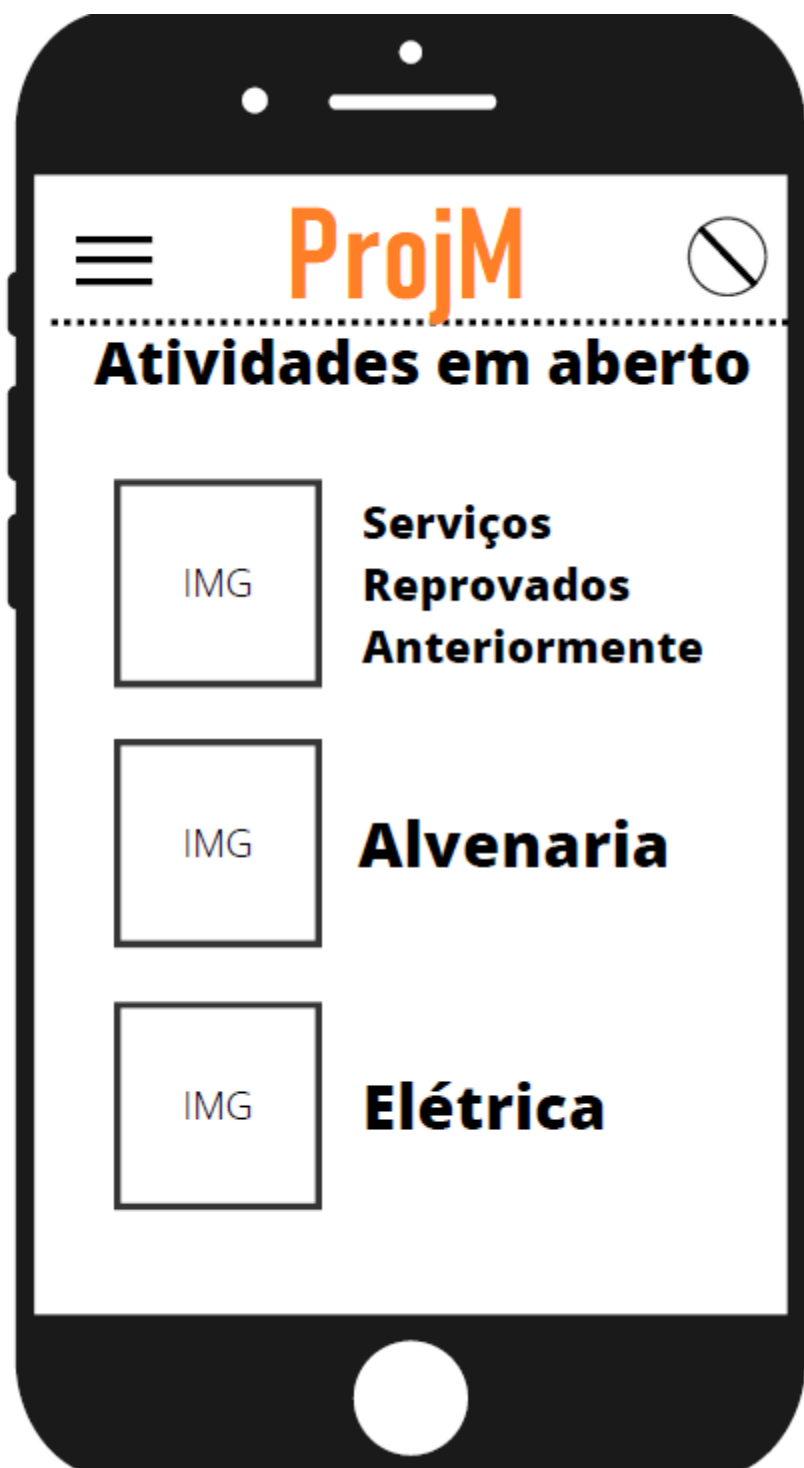 ProjM
Atividades em aberto
IMG
Serviços
Reprovados
Anteriormente
IMG
Alvenaria
IMG
Elétrica